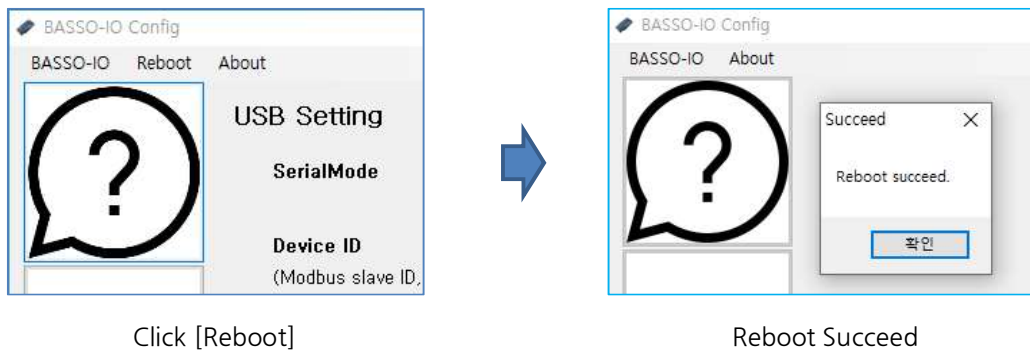 BASSO-IO Config
BASSO-IO Reboot About
?
USB Setting
SerialMode
Device ID
(Modbus slave ID,
Click [Reboot]
BASSO-IO Config
BASSO-IO About
?
Succeed
Reboot succeed.
확인
Reboot Succeed